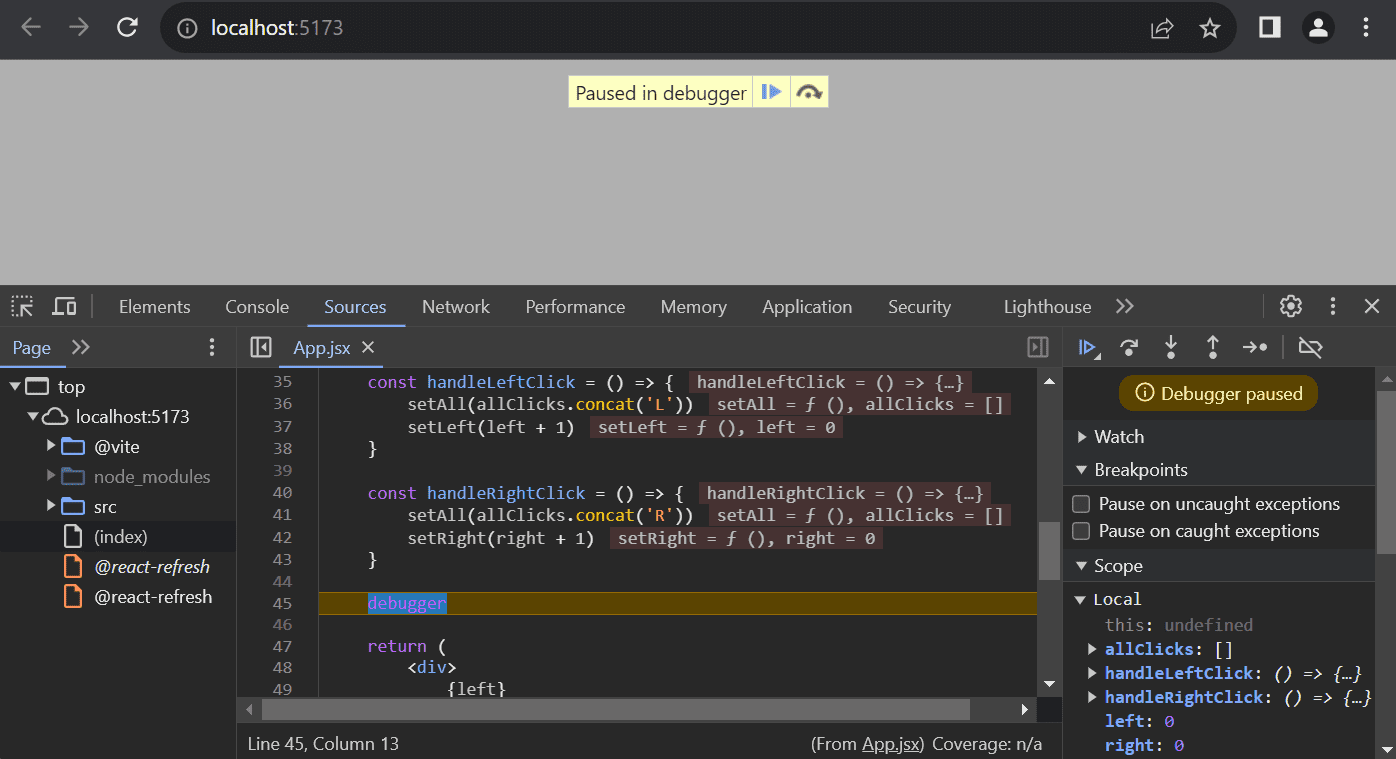 localhost:5173
Paused in debugger
Elements Console Sources Network Performance Memory Application Security Lighthouse
Page
App.jsx
top
localhost:5173
@vite
node_modules
src
(index)
@react-refresh
@react-refresh
35 const handleLeftClick = () => { handleLeftClick = () => {…}
36 setAll(allClicks.concat('L')) setAll = ƒ (), allClicks = []
37 setLeft(left + 1) setLeft = ƒ (), left = 0
38 }
39
40 const handleRightClick = () => { handleRightClick = () => {…}
41 setAll(allClicks.concat('R')) setAll = ƒ (), allClicks = []
42 setRight(right + 1) setRight = ƒ (), right = 0
43 }
44
45 debugger
46
47 return (
48 <div>
49 {left}
Line 45, Column 13
(From App.jsx) Coverage: n/a
Debugger paused
Watch
Breakpoints
Pause on uncaught exceptions
Pause on caught exceptions
Scope
Local
this: undefined
allClicks: []
handleLeftClick: () => {…}
handleRightClick: () => {…}
left: 0
right: 0